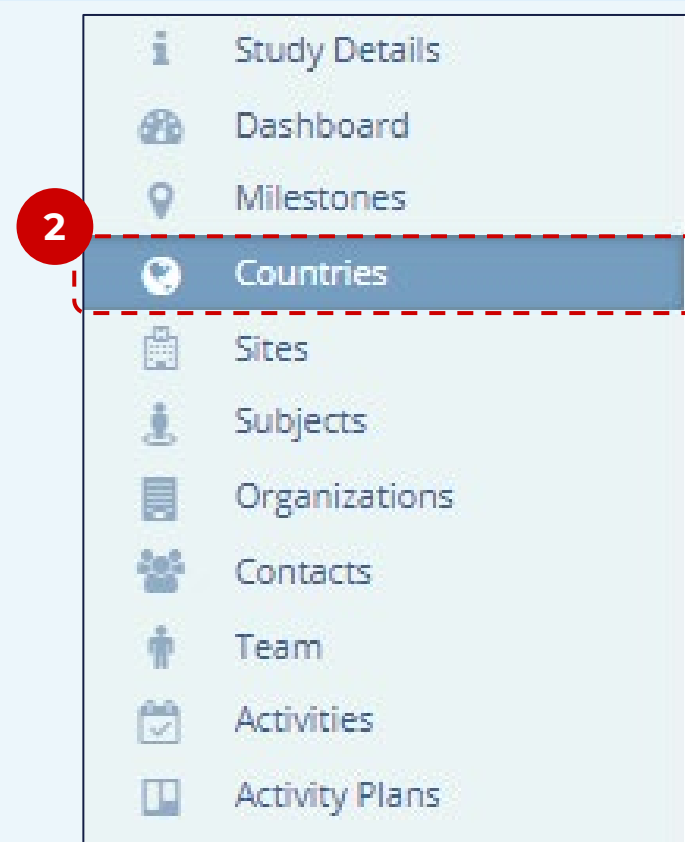 Study Details
Dashboard
Milestones
2
Countries
Sites
Subjects
Organizations
Contacts
Team
Activities
Activity Plans